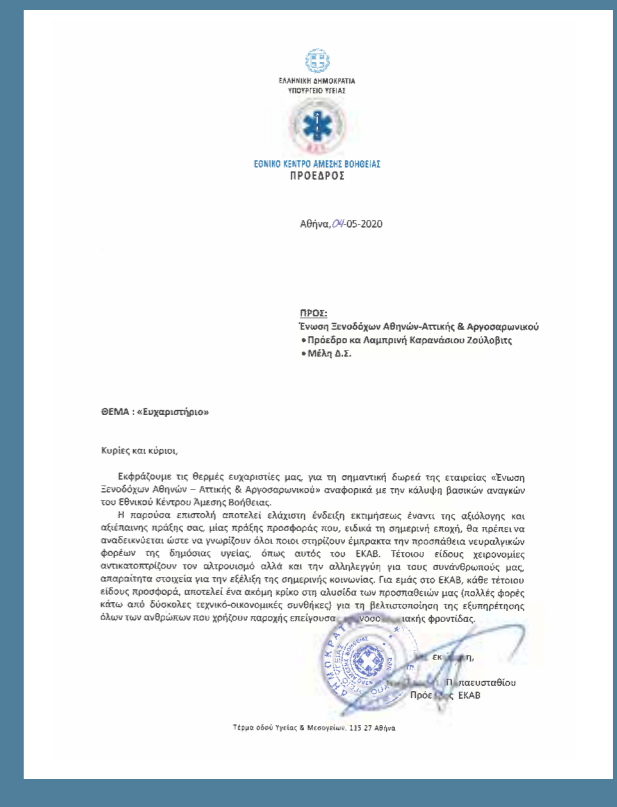 ΕΛΛΗΝΙΚΗ ΔΗΜΟΚΡΑΤΙΑ
ΥΠΟΥΡΓΕΙΟ ΥΓΕΙΑΣ
ΕΘΝΙΚΟ ΚΕΝΤΡΟ ΑΜΕΣΗΣ ΒΟΗΘΕΙΑΣ
ΠΡΟΕΔΡΟΣ
Αθήνα, 04-05-2020
ΠΡΟΣ:
Ένωση Ξενοδόχων Αθηνών-Αττικής & Αργοσαρωνικού
• Πρόεδρο κα Λαμπρινή Καρανάσιου Ζούλοβιτς
• Μέλη Δ.Σ.
ΘΕΜΑ : «Ευχαριστήριο»
Κυρίες και κύριοι,
Εκφράζουμε τις θερμές ευχαριστίες μας, για τη σημαντική δωρεά της εταιρείας «Ένωση
Ξενοδόχων Αθηνών – Αττικής & Αργοσαρωνικού» αναφορικά με την κάλυψη βασικών αναγκών
του Εθνικού Κέντρου Άμεσης Βοήθειας.
Η παρούσα επιστολή αποτελεί ελάχιστη ένδειξη εκτιμήσεως έναντι της αξιόλογης και
αξιέπαινης πράξης σας, μίας πράξης προσφοράς που, ειδικά τη σημερινή εποχή, θα πρέπει να
αναδεικνύεται ώστε να γνωρίζουν όλοι ποιοι στηρίζουν έμπρακτα την προσπάθεια νευραλγικών
φορέων της δημόσιας υγείας, όπως αυτός του ΕΚΑΒ. Τέτοιου είδους χειρονομίες
αντικατοπτρίζουν τον αλτρουισμό αλλά και την αλληλεγγύη για τους συνάνθρωπούς μας,
απαραίτητα στοιχεία για την εξέλιξη της σημερινής κοινωνίας. Για εμάς στο ΕΚΑΒ, κάθε τέτοιου
είδους προσφορά, αποτελεί ένα ακόμη κρίκο στη αλυσίδα των προσπαθειών μας (πολλές φορές
κάτω από δύσκολες τεχνικό-οικονομικές συνθήκες) για τη βελτιστοποίηση της εξυπηρέτησης
όλων των ανθρώπων που χρήζουν παροχής επείγουσας φροντίδας.
Παπαευσταθίου
Πρόεδρος ΕΚΑΒ
Τέρμα οδού Υγείας & Μεσογείων, 115 27 Αθήνα